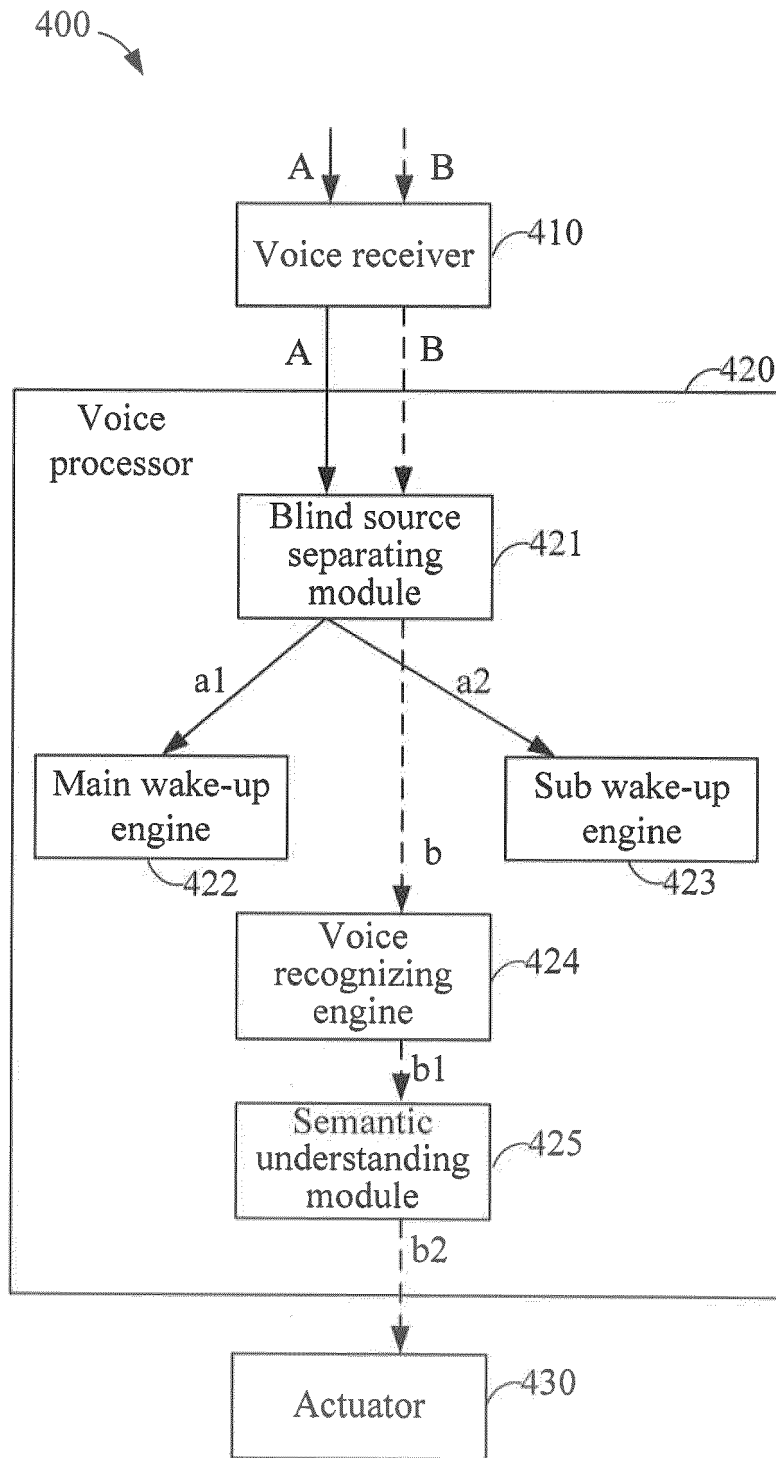 400
A
B
Voice receiver
410
A
B
420
Voice
processor
Blind source
separating
module
421
a1
a2
Main wake-up
engine
422
Sub wake-up
engine
423
b
Voice
recognizing
engine
424
b1
Semantic
understanding
module
425
b2
Actuator
430